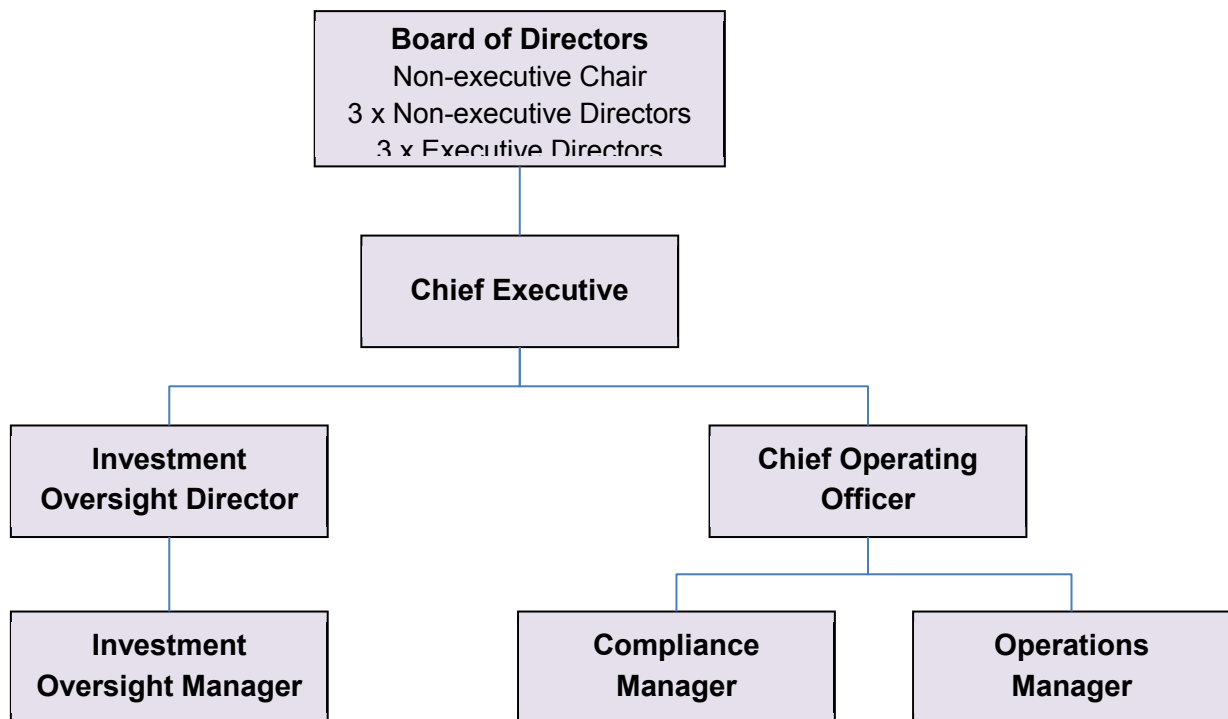 Board of Directors
Non-executive Chair
3 x Non-executive Directors
3 x Executive Directors
Chief Executive
Investment
Oversight Director
Chief Operating
Officer
Investment
Oversight Manager
Compliance
Manager
Operations
Manager